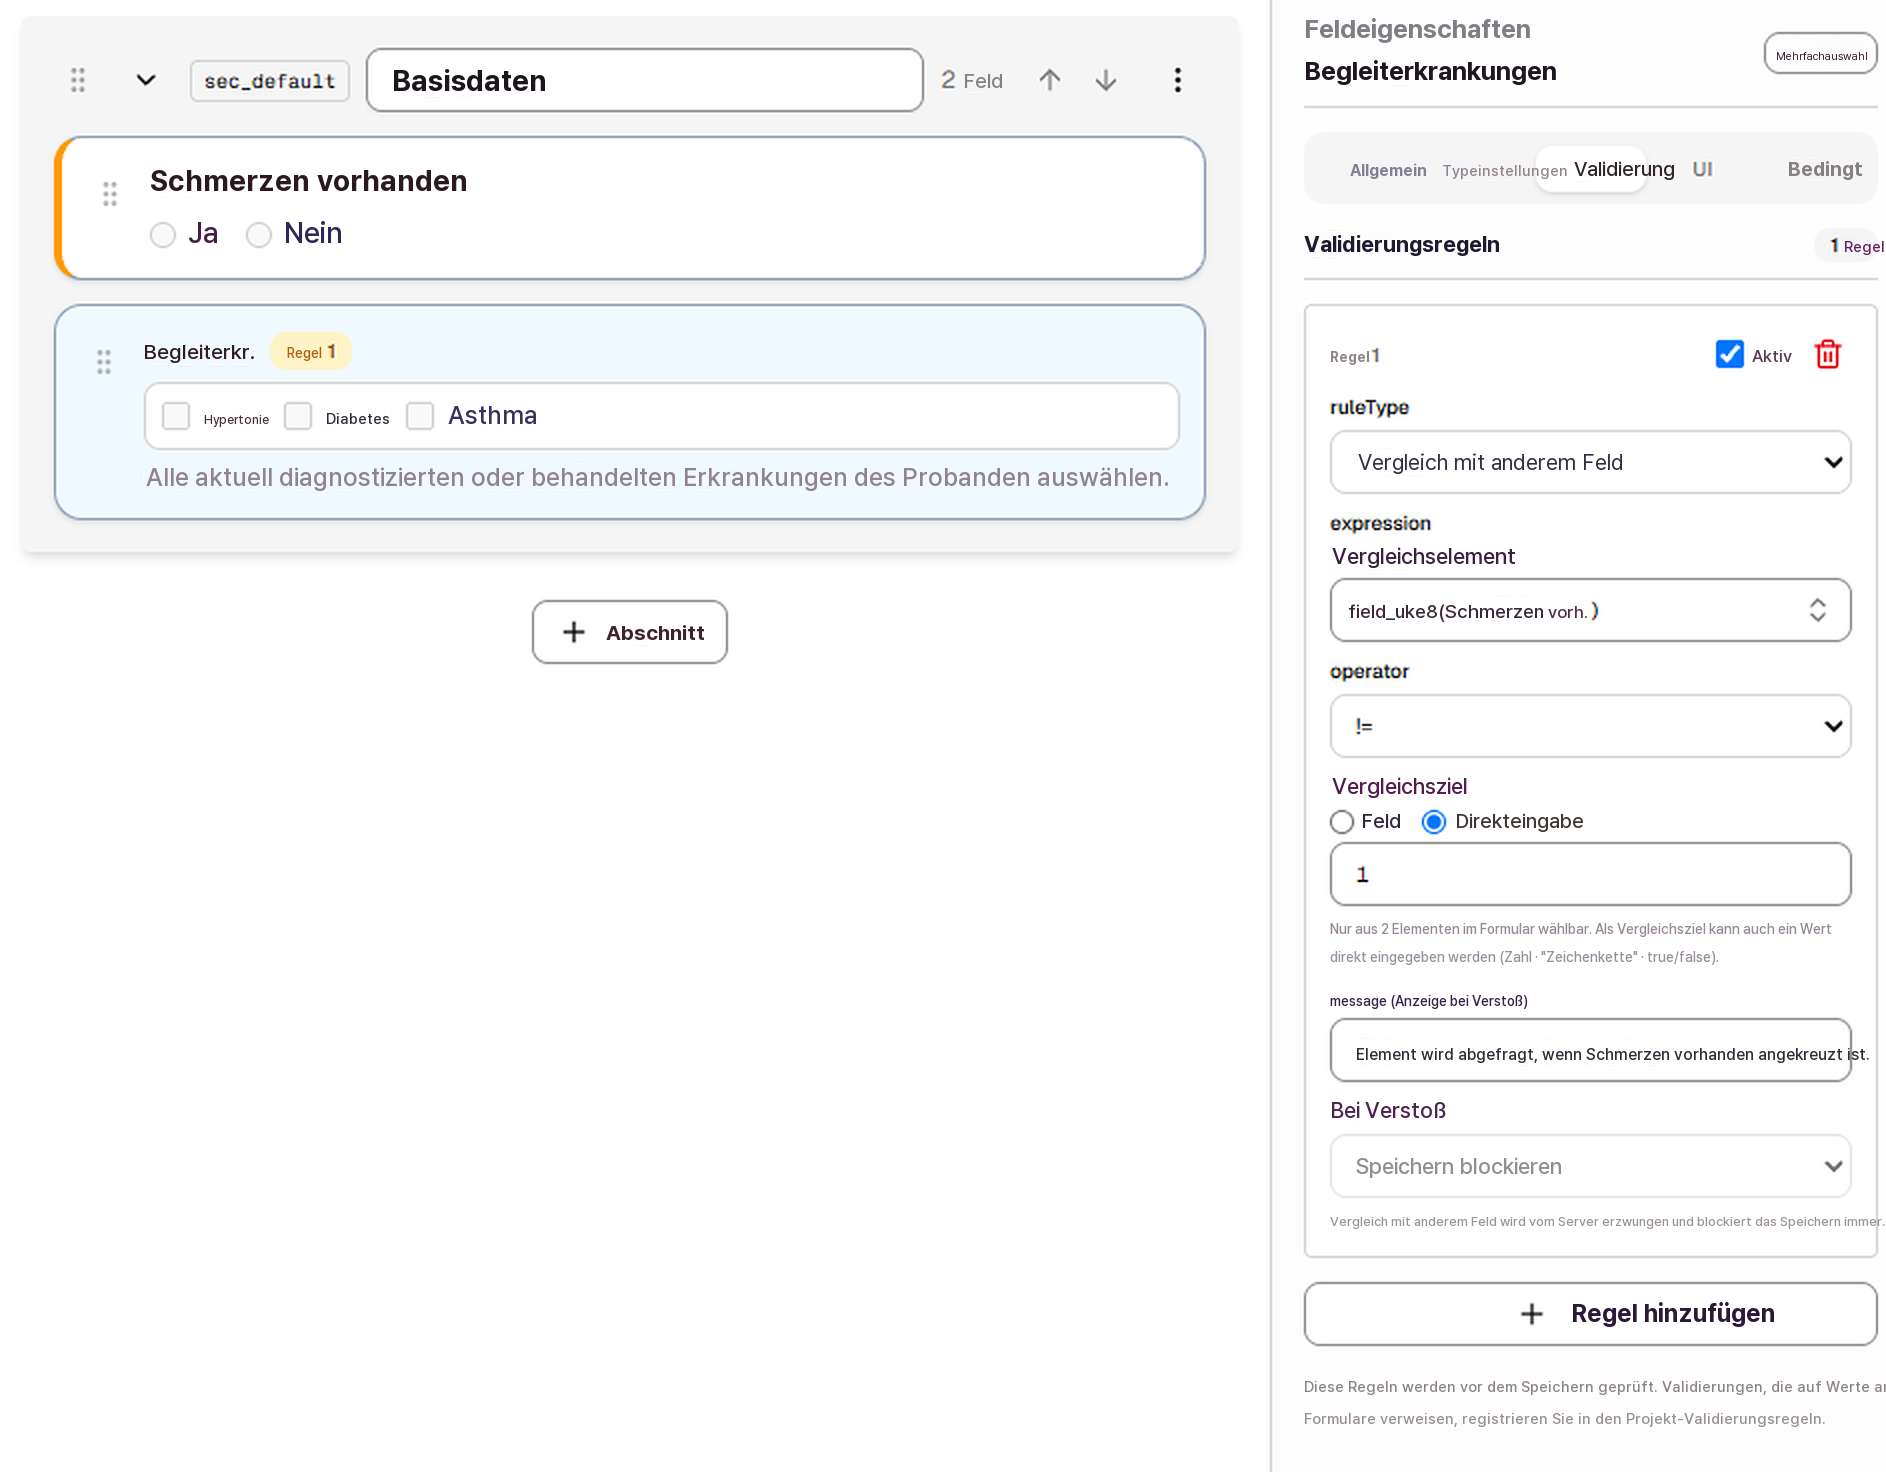 sec_default
Basisdaten
2 Feld
Schmerzen vorhanden
Ja Nein
Begleiterkr. Regel 1
Hypertonie Diabetes Asthma
Alle aktuell diagnostizierten oder behandelten Erkrankungen des Probanden auswählen.
Abschnitt
Feldeigenschaften
Begleiterkrankungen
Mehrfachauswahl
Allgemein Typeinstellungen Validierung UI Bedingt
Validierungsregeln 1 Regel
Regel 1 Aktiv
ruleType
Vergleich mit anderem Feld
expression
Vergleichselement
field_uke8(Schmerzen vorh. )
operator
!=
Vergleichsziel
Feld Direkteingabe
1
Nur aus 2 Elementen im Formular wählbar. Als Vergleichsziel kann auch ein Wert
direkt eingegeben werden (Zahl · "Zeichenkette" · true/false).
message (Anzeige bei Verstoß)
Element wird abgefragt, wenn Schmerzen vorhanden angekreuzt ist.
Bei Verstoß
Speichern blockieren
Vergleich mit anderem Feld wird vom Server erzwungen und blockiert das Speichern immer.
Regel hinzufügen
Diese Regeln werden vor dem Speichern geprüft. Validierungen, die auf Werte
Formulare verweisen, registrieren Sie in den Projekt-Validierungsregeln.